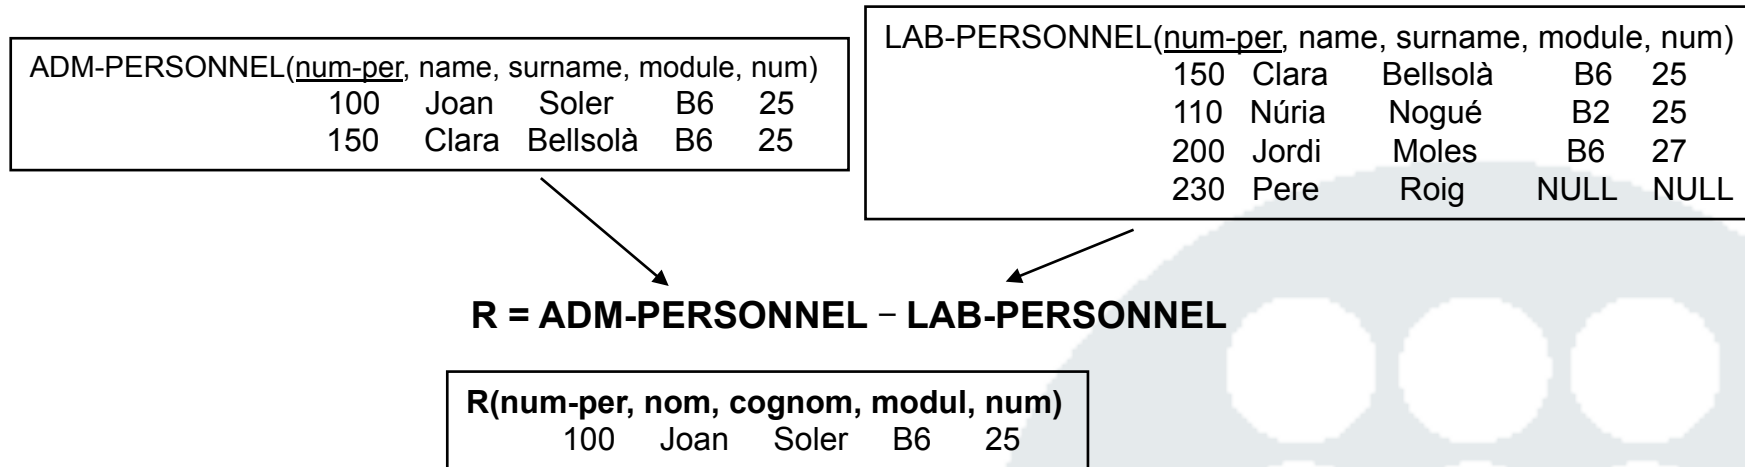 ADM-PERSONNEL(num-per, name, surname, module, num)
100 Joan Soler B6 25
150 Clara Bellsolà B6 25
LAB-PERSONNEL(num-per, name, surname, module, num)
150 Clara Bellsolà B6 25
110 Núria Nogué B2 25
200 Jordi Moles B6 27
230 Pere Roig NULL NULL
R = ADM-PERSONNEL − LAB-PERSONNEL
R(num-per, nom, cognom, modul, num)
100 Joan Soler B6 25